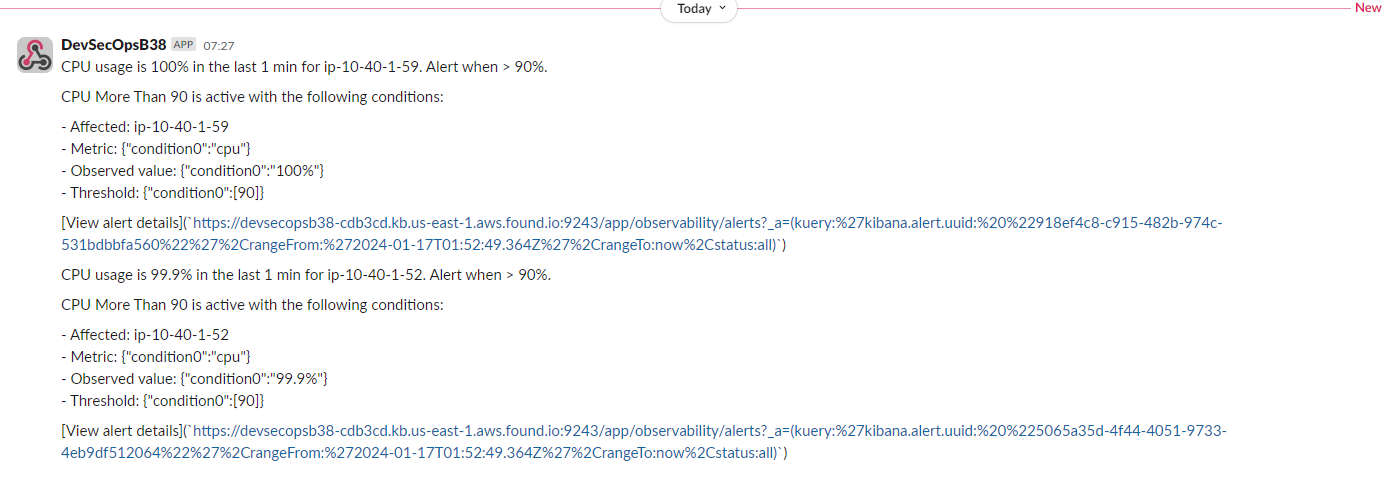 Today
New
DevSecOpsB38 APP 07:27
CPU usage is 100% in the last 1 min for ip-10-40-1-59. Alert when > 90%.
CPU More Than 90 is active with the following conditions:
- Affected: ip-10-40-1-59
- Metric: {"condition0":"cpu"}
- Observed value: {"condition0":"100%"}
- Threshold: {"condition0":[90]}
[View alert details](`https://devsecopsb38-cdb3cd.kb.us-east-1.aws.found.io:9243/app/observability/alerts?_a=(kuery:%27kibana.alert.uuid:%20%22918ef4c8-c915-482b-974c-
531bdbbfa560%22%27%2CrangeFrom:%272024-01-17T01:52:49.364Z%27%2CrangeTo:now%2Cstatus:all)`)
CPU usage is 99.9% in the last 1 min for ip-10-40-1-52. Alert when > 90%.
CPU More Than 90 is active with the following conditions:
- Affected: ip-10-40-1-52
- Metric: {"condition0":"cpu"}
- Observed value: {"condition0":"99.9%"}
- Threshold: {"condition0":[90]}
[View alert details](`https://devsecopsb38-cdb3cd.kb.us-east-1.aws.found.io:9243/app/observability/alerts?_a=(kuery:%27kibana.alert.uuid:%20%225065a35d-4f44-4051-9733-
4eb9df512064%22%27%2CrangeFrom:%272024-01-17T01:52:49.364Z%27%2CrangeTo:now%2Cstatus:all)`)